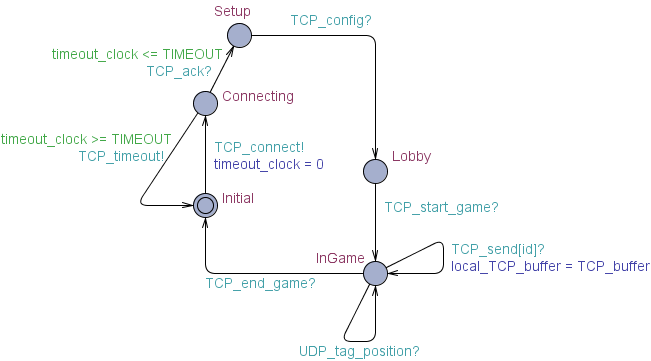 Setup
TCP_config?
timeout_clock <= TIMEOUT
TCP_ack?
Connecting
timeout_clock >= TIMEOUT
TCP_timeout!
TCP_connect!
timeout_clock = 0
Lobby
Initial
TCP_start_game?
InGame
TCP_send[id]?
local_TCP_buffer = TCP_buffer
TCP_end_game?
UDP_tag_position?